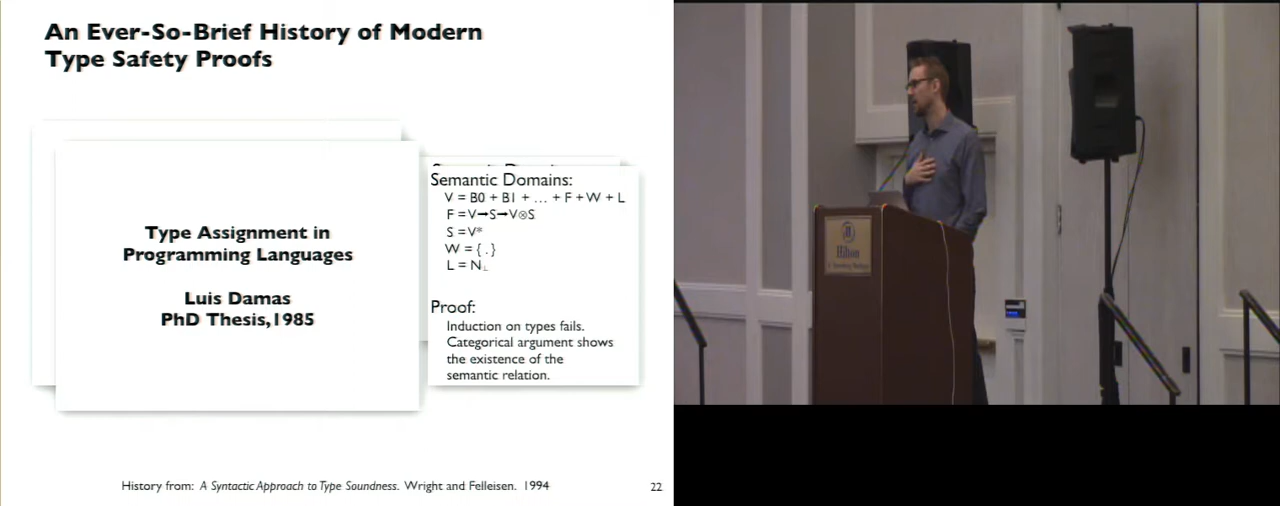 An Ever-So-Brief History of Modern
Type Safety Proofs
Type Assignment in
Programming Languages
Luis Damas
PhD Thesis,1985
Semantic Domains:
V = B0 + B1 + … + F + W + L
F = V→S→V⊗S
S = V*
W = { . }
L = N⊥
Proof:
Induction on types fails.
Categorical argument shows
the existence of the
semantic relation.
History from: A Syntactic Approach to Type Soundness. Wright and Felleisen. 1994
22
Hilton